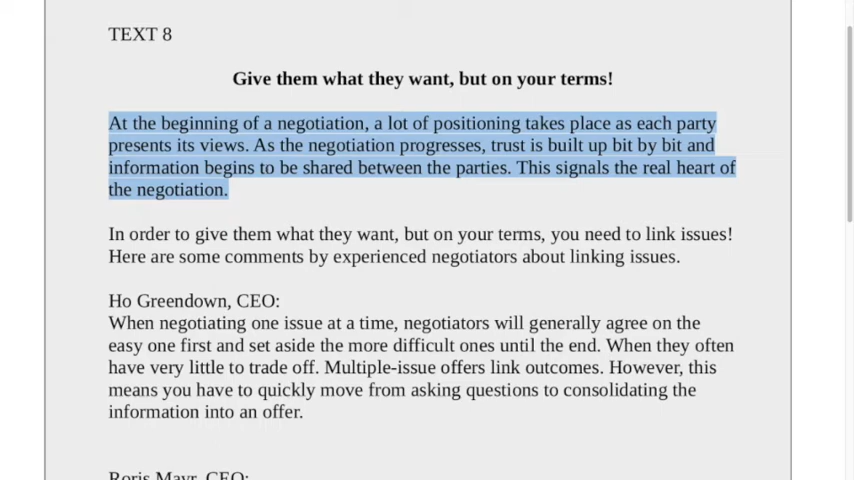 TEXT 8
Give them what they want, but on your terms!
At the beginning of a negotiation, a lot of positioning takes place as each party
presents its views. As the negotiation progresses, trust is built up bit by bit and
information begins to be shared between the parties. This signals the real heart of
the negotiation.
In order to give them what they want, but on your terms, you need to link issues!
Here are some comments by experienced negotiators about linking issues.
Ho Greendown, CEO:
When negotiating one issue at a time, negotiators will generally agree on the
easy one first and set aside the more difficult ones until the end. When they often
have very little to trade off. Multiple-issue offers link outcomes. However, this
means you have to quickly move from asking questions to consolidating the
information into an offer.
Roris Mayr, CEO: